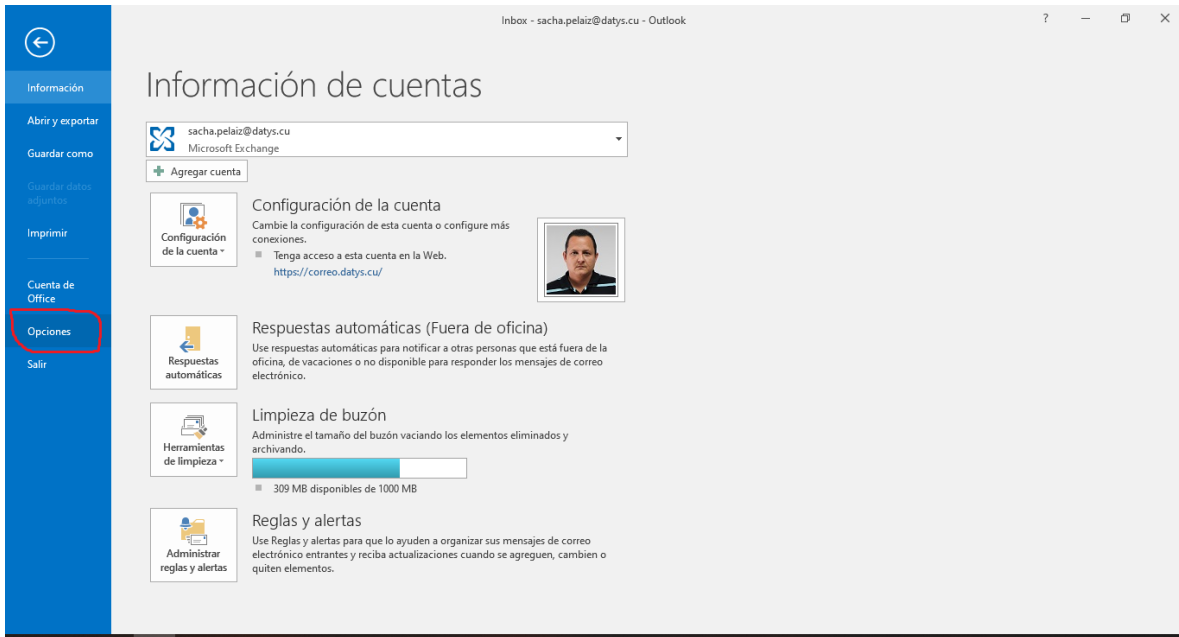 Inbox - sacha.pelaiz@datys.cu - Outlook
?
Información
Abrir y exportar
Guardar como
Guardar datos
adjuntos
Imprimir
Cuenta de
Office
Opciones
Salir
Información de cuentas
sacha.pelaiz@datys.cu
Microsoft Exchange
Agregar cuenta
Configuración
de la cuenta
Configuración de la cuenta
Cambie la configuración de esta cuenta o configure más
conexiones.
Tenga acceso a esta cuenta en la Web.
https://correo.datys.cu/
Respuestas
automáticas
Respuestas automáticas (Fuera de oficina)
Use respuestas automáticas para notificar a otras personas que está fuera de la
oficina, de vacaciones o no disponible para responder los mensajes de correo
electrónico.
Herramientas
de limpieza
Limpieza de buzón
Administre el tamaño del buzón vaciando los elementos eliminados y
archivando.
309 MB disponibles de 1000 MB
Administrar
reglas y alertas
Reglas y alertas
Use Reglas y alertas para que lo ayuden a organizar sus mensajes de correo
electrónico entrantes y reciba actualizaciones cuando se agreguen, cambien o
quiten elementos.